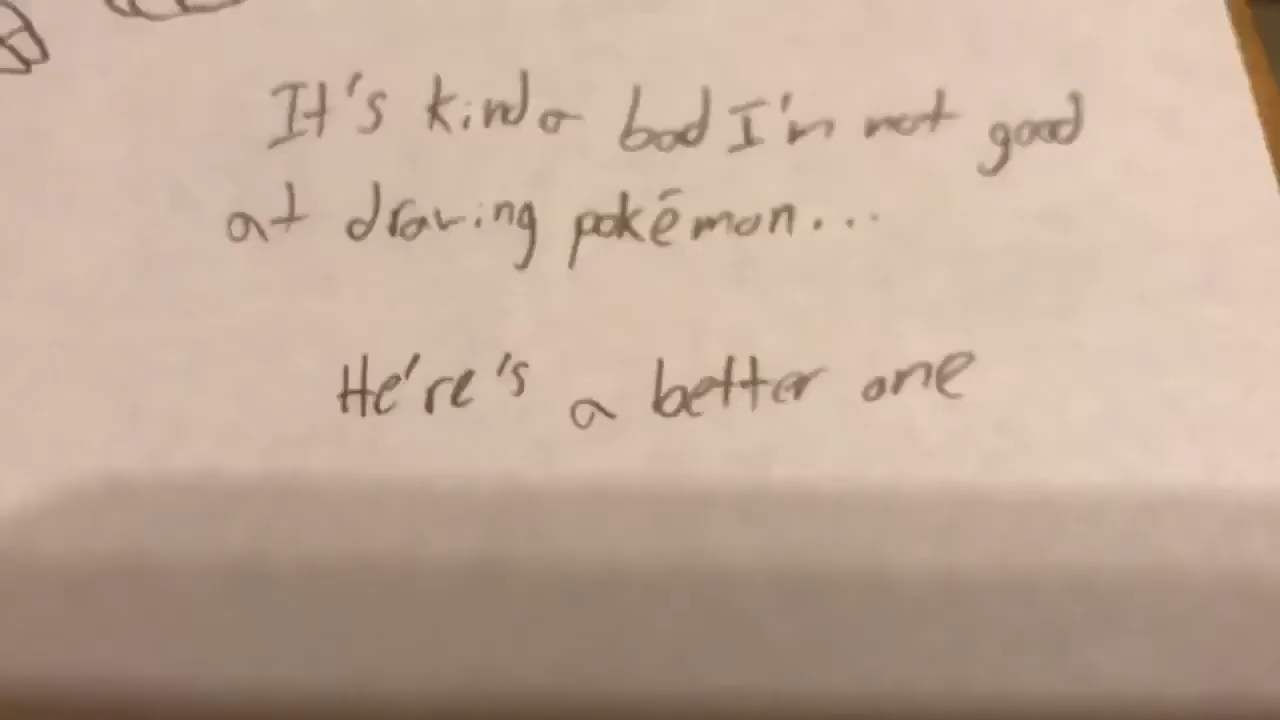 It's kinda bad I'm not good
at drawing pokémon...
He're's a better one